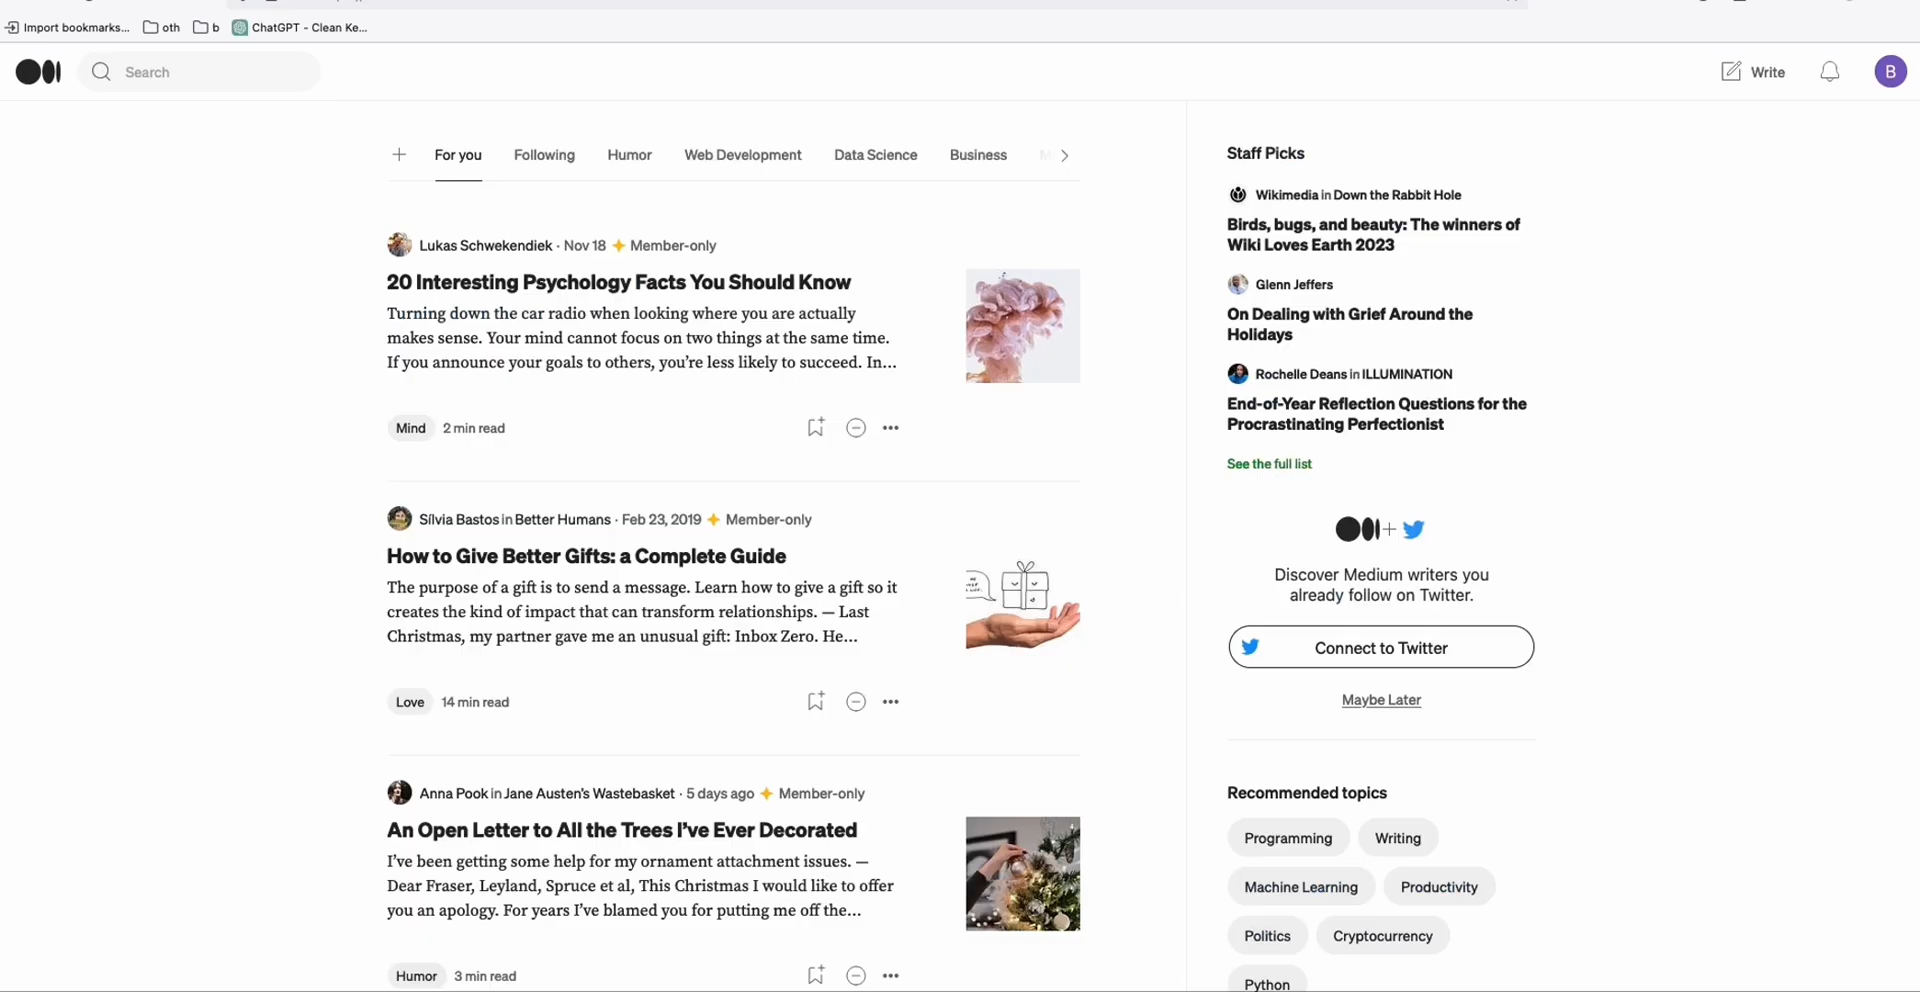 Import bookmarks...
oth
b
ChatGPT - Clean Ke...
Search
Write
B
For you
Following
Humor
Web Development
Data Science
Business
Lukas Schwekendiek · Nov 18 Member-only
20 Interesting Psychology Facts You Should Know
Turning down the car radio when looking where you are actually
makes sense. Your mind cannot focus on two things at the same time.
If you announce your goals to others, you’re less likely to succeed. In...
Mind
2 min read
Sílvia Bastos in Better Humans · Feb 23, 2019 Member-only
How to Give Better Gifts: a Complete Guide
The purpose of a gift is to send a message. Learn how to give a gift so it
creates the kind of impact that can transform relationships. — Last
Christmas, my partner gave me an unusual gift: Inbox Zero. He...
Love
14 min read
Anna Pook in Jane Austen’s Wastebasket · 5 days ago Member-only
An Open Letter to All the Trees I’ve Ever Decorated
I’ve been getting some help for my ornament attachment issues. —
Dear Fraser, Leyland, Spruce et al, This Christmas I would like to offer
you an apology. For years I’ve blamed you for putting me off the...
Humor
3 min read
Staff Picks
Wikimedia in Down the Rabbit Hole
Birds, bugs, and beauty: The winners of
Wiki Loves Earth 2023
Glenn Jeffers
On Dealing with Grief Around the
Holidays
Rochelle Deans in ILLUMINATION
End-of-Year Reflection Questions for the
Procrastinating Perfectionist
See the full list
Discover Medium writers you
already follow on Twitter.
Connect to Twitter
Maybe Later
Recommended topics
Programming
Writing
Machine Learning
Productivity
Politics
Cryptocurrency
Python